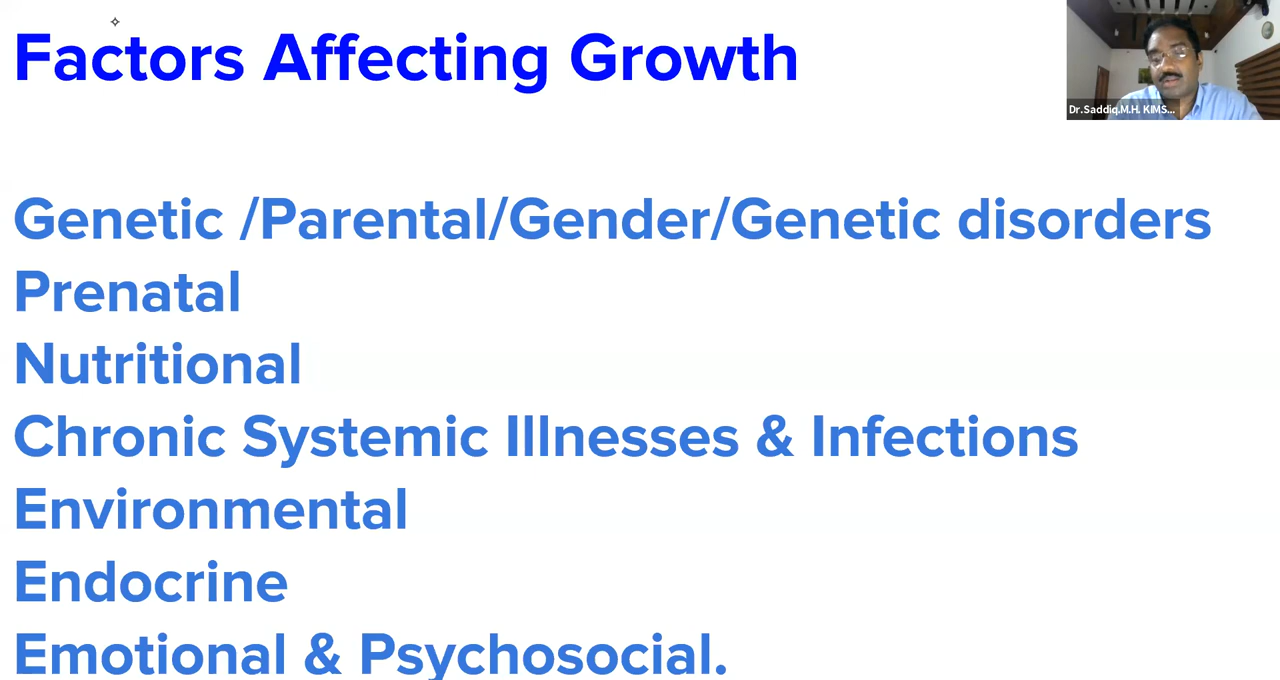 Factors Affecting Growth
Dr.Saddiq.M.H. KIMS...
Genetic /Parental/Gender/Genetic disorders
Prenatal
Nutritional
Chronic Systemic Illnesses & Infections
Environmental
Endocrine
Emotional & Psychosocial.